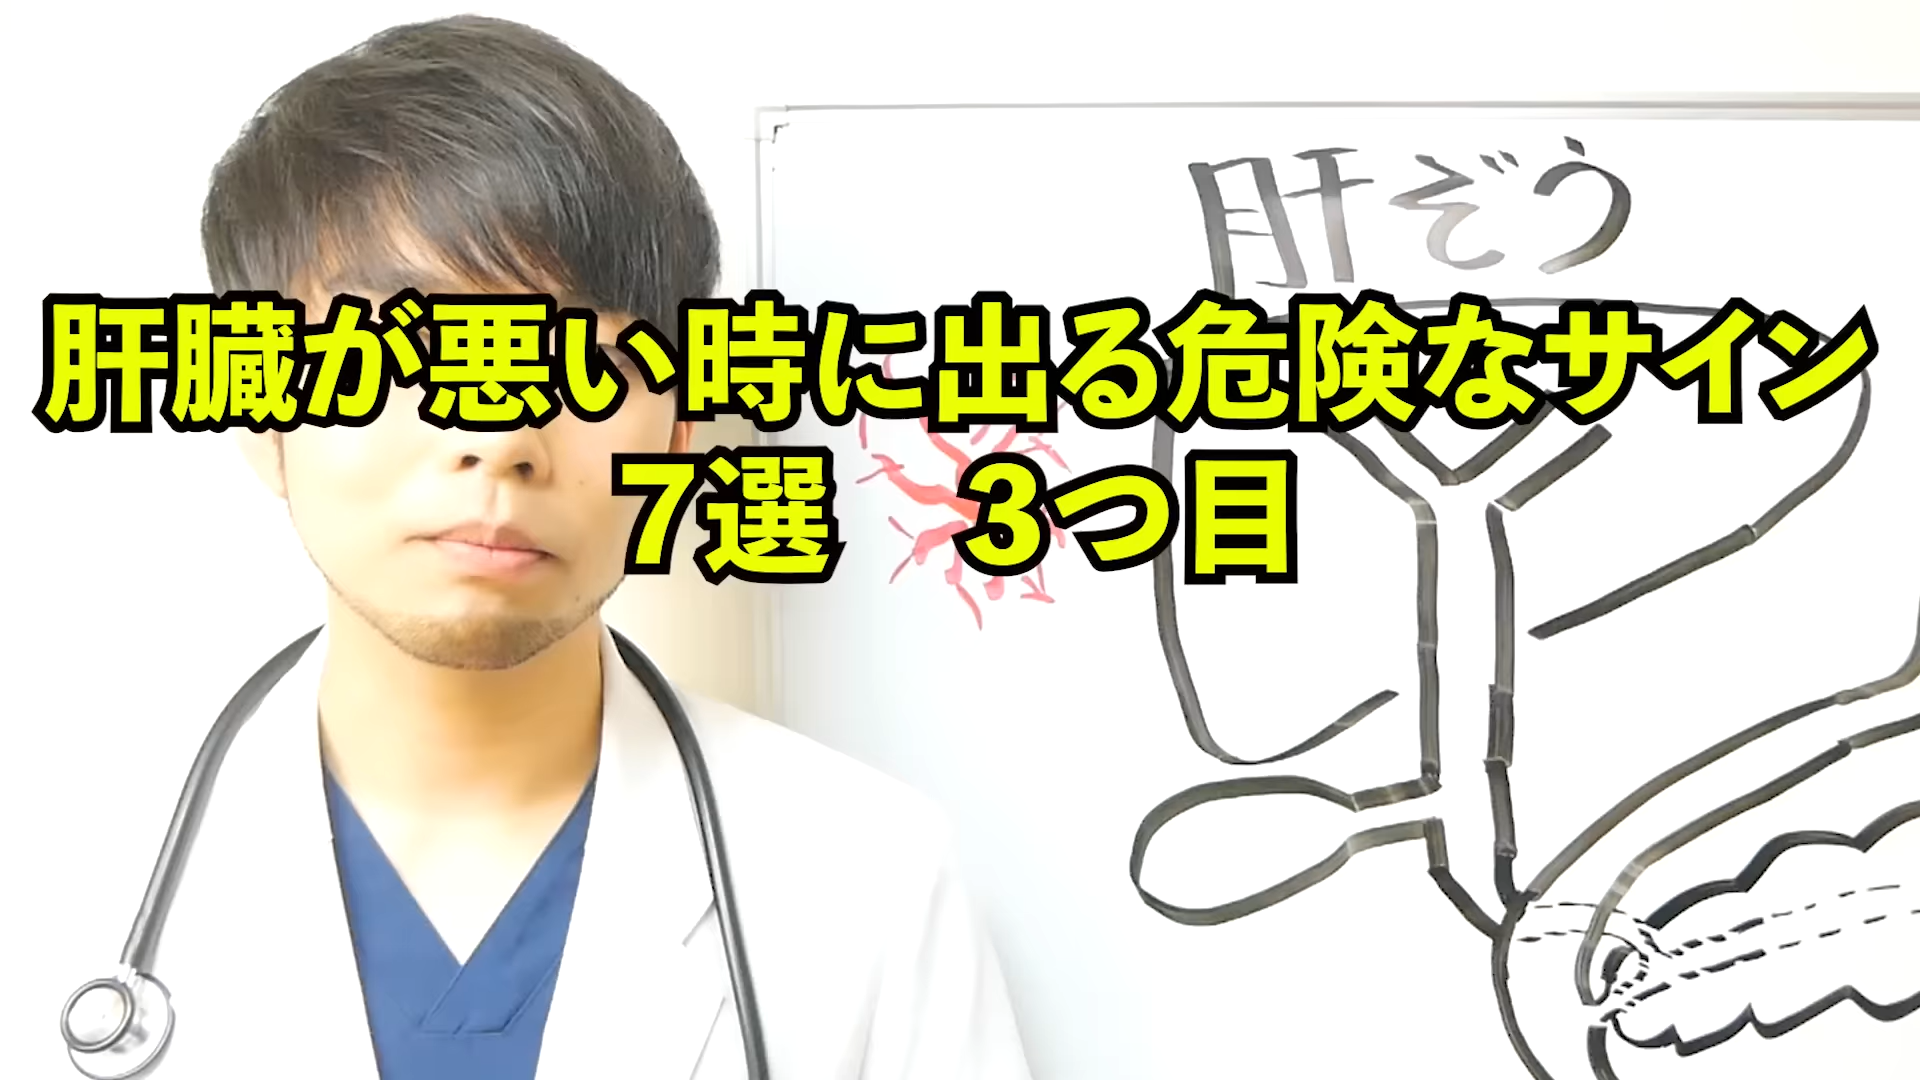 肝ぞう
肝臓が悪い時に出る危険なサイン
7選　3つ目